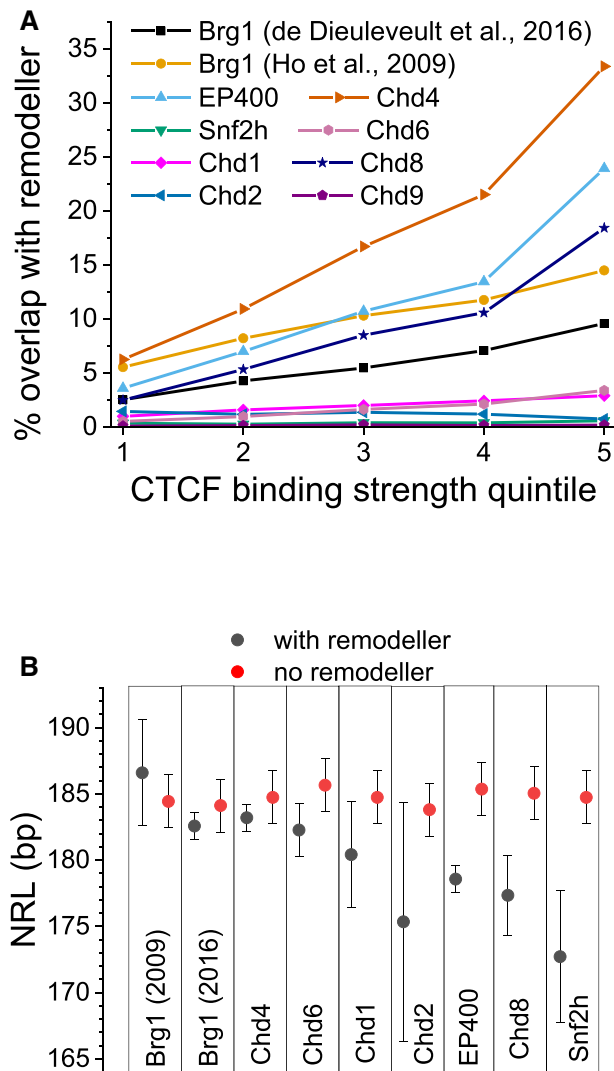 A
Brg1 (de Dieuleveult et al., 2016)
Brg1 (Ho et al., 2009)
EP400 Chd4
Snf2h Chd6
Chd1 Chd8
Chd2 Chd9
% overlap with remodeller
35
30
25
20
15
10
5
0
1 2 3 4 5
CTCF binding strength quintile
B
with remodeller
no remodeller
NRL (bp)
190
185
180
175
170
165
Brg1 (2009)
Brg1 (2016)
Chd4
Chd6
Chd1
Chd2
EP400
Chd8
Snf2h